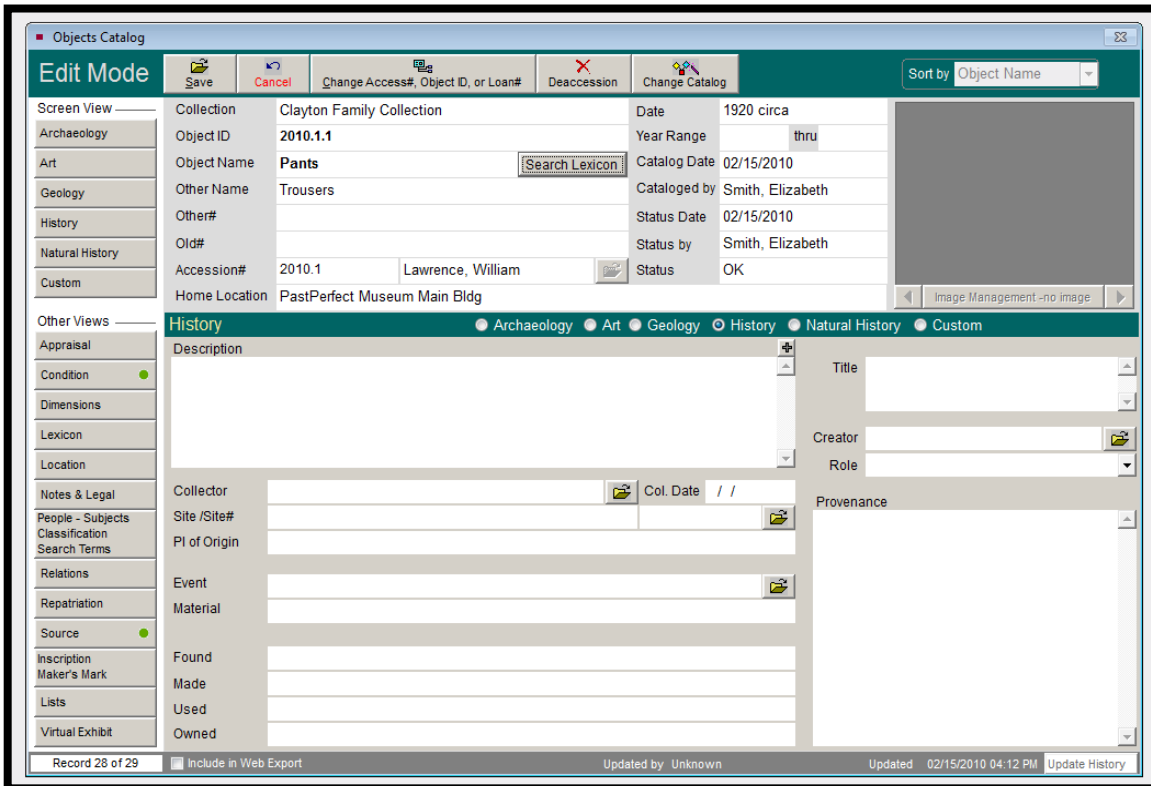 Objects Catalog
Edit Mode
Save
Cancel
Change Access#, Object ID, or Loan#
Deaccession
Change Catalog
Sort by Object Name
Screen View
Archaeology
Art
Geology
History
Natural History
Custom
Other Views
Appraisal
Condition
Dimensions
Lexicon
Location
Notes & Legal
People - Subjects
Classification
Search Terms
Relations
Repatriation
Source
Inscription
Maker's Mark
Lists
Virtual Exhibit
Collection Clayton Family Collection
Object ID 2010.1.1
Object Name Pants Search Lexicon
Other Name Trousers
Other#
Old#
Accession# 2010.1 Lawrence, William
Home Location PastPerfect Museum Main Bldg
Date 1920 circa
Year Range thru
Catalog Date 02/15/2010
Cataloged by Smith, Elizabeth
Status Date 02/15/2010
Status by Smith, Elizabeth
Status OK
Image Management -no image
History Archaeology Art Geology History Natural History Custom
Description
Collector Col. Date / /
Site /Site#
Pl of Origin
Event
Material
Found
Made
Used
Owned
Title
Creator
Role
Provenance
Record 28 of 29 Include in Web Export Updated by Unknown Updated 02/15/2010 04:12 PM Update History